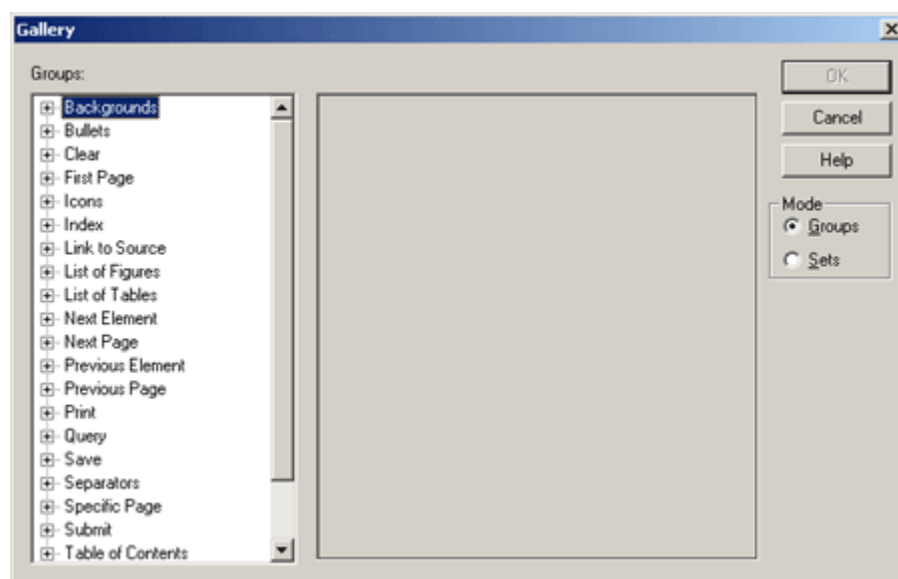 Gallery
Groups:
Backgrounds
Bullets
Clear
First Page
Icons
Index
Link to Source
List of Figures
List of Tables
Next Element
Next Page
Previous Element
Previous Page
Print
Query
Save
Separators
Specific Page
Submit
Table of Contents
OK
Cancel
Help
Mode
Groups
Sets